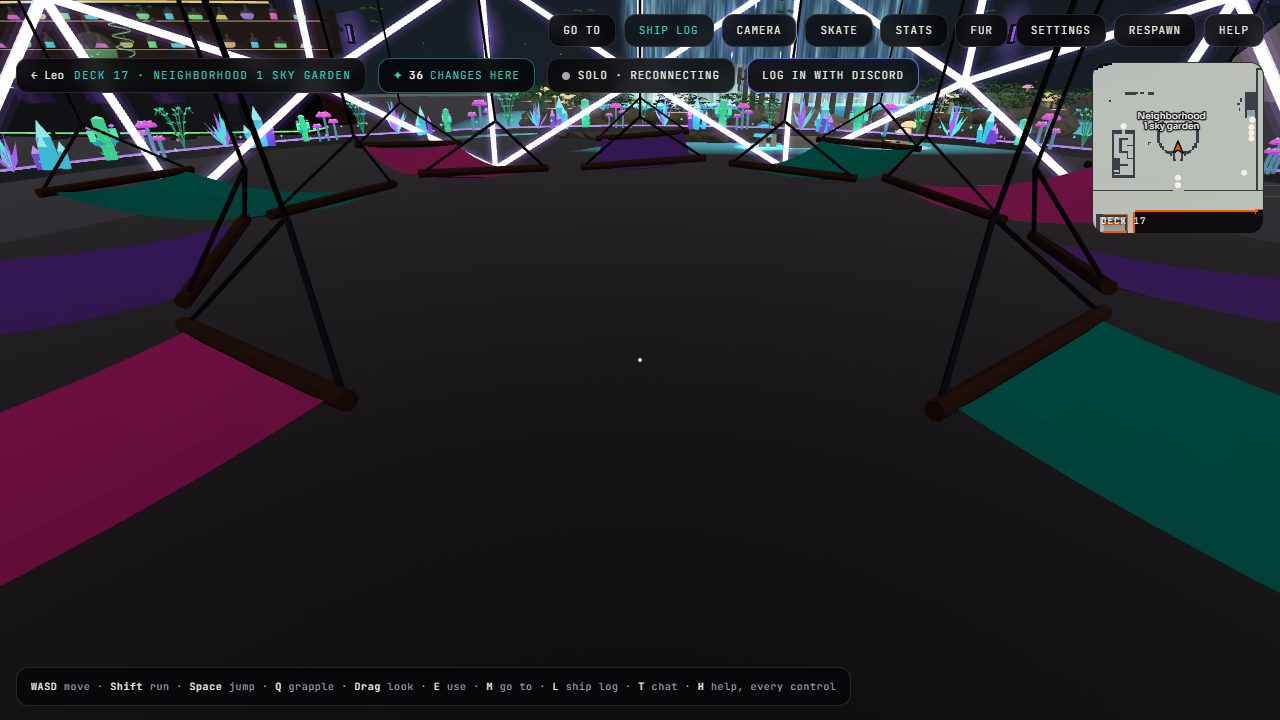 GO TO
SHIP LOG
CAMERA
SKATE
STATS
FUR
SETTINGS
RESPAWN
HELP
← Leo DECK 17 · NEIGHBORHOOD 1 SKY GARDEN
✦ 36 CHANGES HERE
SOLO · RECONNECTING
LOG IN WITH DISCORD
Neighborhood
1 sky garden
DECK 17
WASD move · Shift run · Space jump · Q grapple · Drag look · E use · M go to · L ship log · T chat · H help, every control